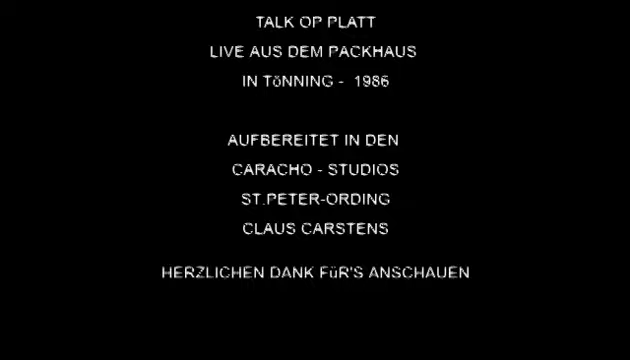 TALK OP PLATT
LIVE AUS DEM PACKHAUS
IN TöNNING - 1986
AUFBEREITET IN DEN
CARACHO - STUDIOS
ST.PETER-ORDING
CLAUS CARSTENS
HERZLICHEN DANK FüR'S ANSCHAUEN